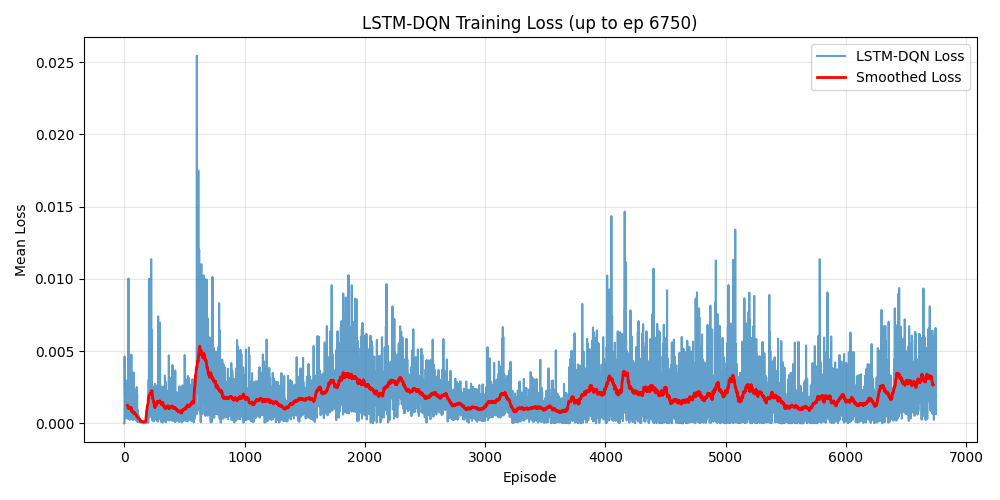 LSTM-DQN Training Loss (up to ep 6750)
LSTM-DQN Loss
Smoothed Loss
Mean Loss
0.025
0.020
0.015
0.010
0.005
0.000
0 1000 2000 3000 4000 5000 6000 7000
Episode